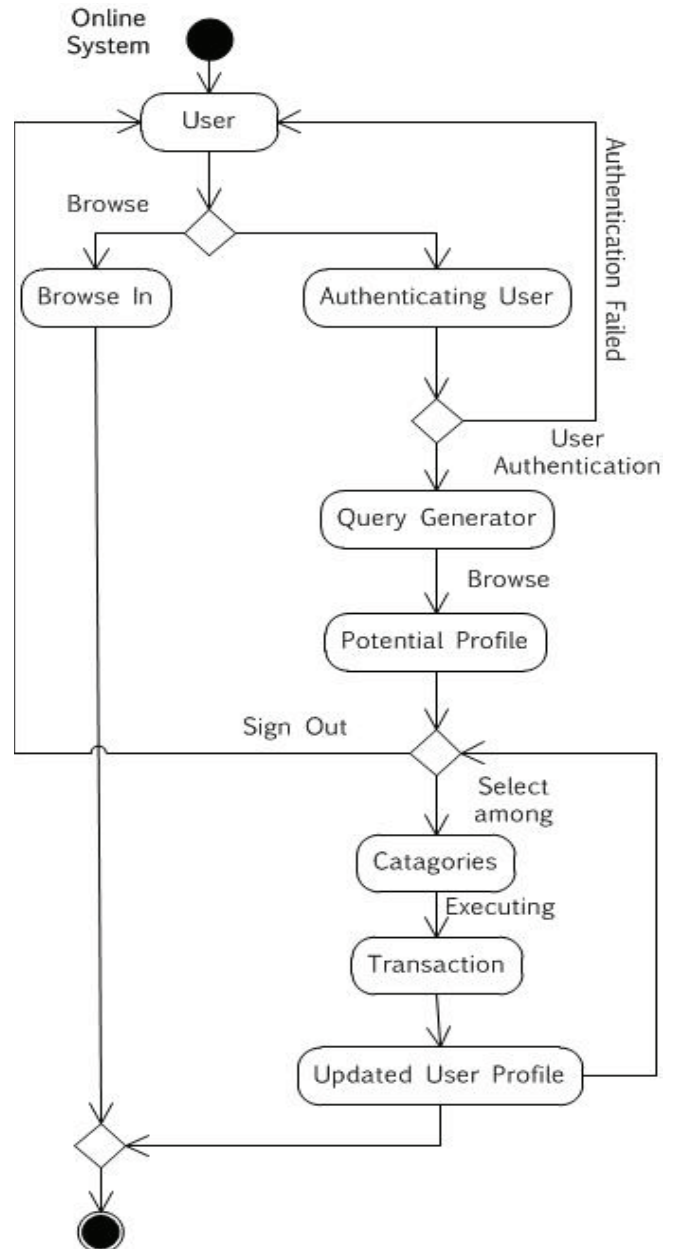 Online
System
User
Browse
Browse In
Authenticating User
Authentication Failed
User
Authentication
Query Generator
Browse
Potential Profile
Sign Out
Select
among
Catagories
Executing
Transaction
Updated User Profile